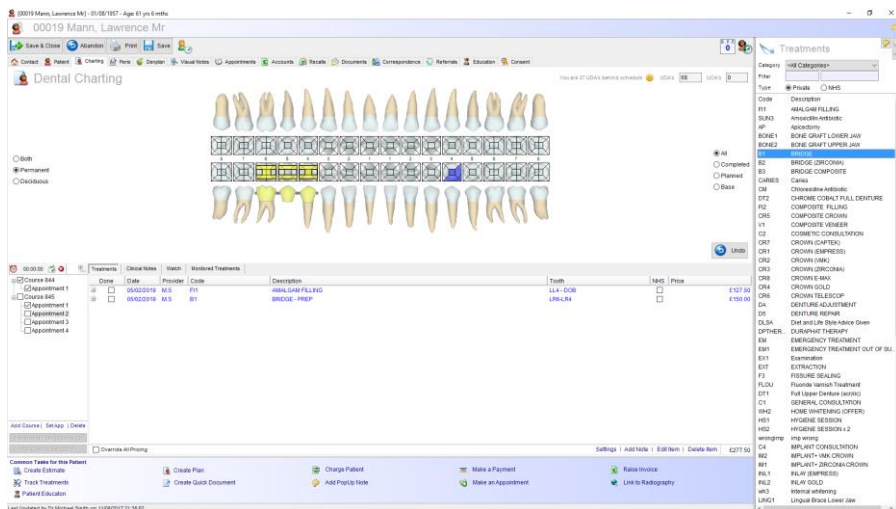 [00019 Mann, Lawrence Mr] - 01/08/1957 - Age: 61 yrs 6 mths
00019 Mann, Lawrence Mr
Save & Close Abandon Print Save
Contact Patient Charting Perio Denplan Visual Notes Appointments Accounts Recalls Documents Correspondence Referrals Education Consent
Dental Charting
Both
Permanent
Deciduous
All
Completed
Planned
Base
Undo
00:00:00
Course 844
Appointment 1
Course 845
Appointment 1
Appointment 2
Appointment 3
Appointment 4
Add Course | Set App | Delete
Treatments Clinical Notes Watch Monitored Treatments
Done Date Provider Code Description Tooth NHS Price
05/02/2019 M.S FI1 AMALGAM FILLING LL4 - DOB £127.50
05/02/2019 M.S B1 BRIDGE - PREP LR6-LR4 £150.00
Override All Pricing
Settings | Add Note | Edit Item | Delete Item £277.50
Common Tasks for this Patient
Create Estimate Create Plan Charge Patient Make a Payment Raise Invoice
Track Treatments Create Quick Document Add PopUp Note Make an Appointment Link to Radiography
Patient Education
Treatments
Category <All Categories>
Filter
Type Private NHS
Code Description
FI1 AMALGAM FILLING
SUN3 Amoxicillin Antibiotic
AP Apicectomy
BONE1 BONE GRAFT LOWER JAW
BONE2 BONE GRAFT UPPER JAW
B1 BRIDGE
B2 BRIDGE (ZIRCONIA)
B3 BRIDGE COMPOSITE
CARIES Caries
CM
DT2 CHROME COBALT FULL DENTURE
FI2 COMPOSITE FILLING
CR5 COMPOSITE CROWN
V1 COMPOSITE VENEER
C2 COSMETIC CONSULTATION
CR7 CROWN (CAPTEK)
CR1 CROWN (EMPRESS)
CR2 CROWN (VMK)
CR3 CROWN (ZIRCONIA)
CR8 CROWN E-MAX
CR4 CROWN GOLD
CR6 CROWN TELESCOP
DA DENTURE ADJUSTMENT
D5 DENTURE REPAIR
DLSA Diet and Life Style Advice Given
DPTHER... DURAPHAT THERAPY
EM EMERGENCY TREATMENT
EM1 EMERGENCY TREATMENT OUT OF SU...
EX1 Examination
EXT EXTRACTION
F3 FISSURE SEALING
FLOU Fluoride Varnish Treatment
DT1 Full Upper Denture (acrylic)
C1 GENERAL CONSULTATION
WH2 HOME WHITENING (OFFER)
HS1 HYGIENE SESSION
HS2 HYGIENE SESSION x 2
wrongimp imp wrong
C4 IMPLANT CONSULTATION
IM2 IMPLANT+ VMK CROWN
IM1 IMPLANT+ ZIRCONIA CROWN
INL1 INLAY (EMPRESS)
INL2 INLAY GOLD
wh3 Internal whitening
LING1 Lingual Brace Lower Jaw